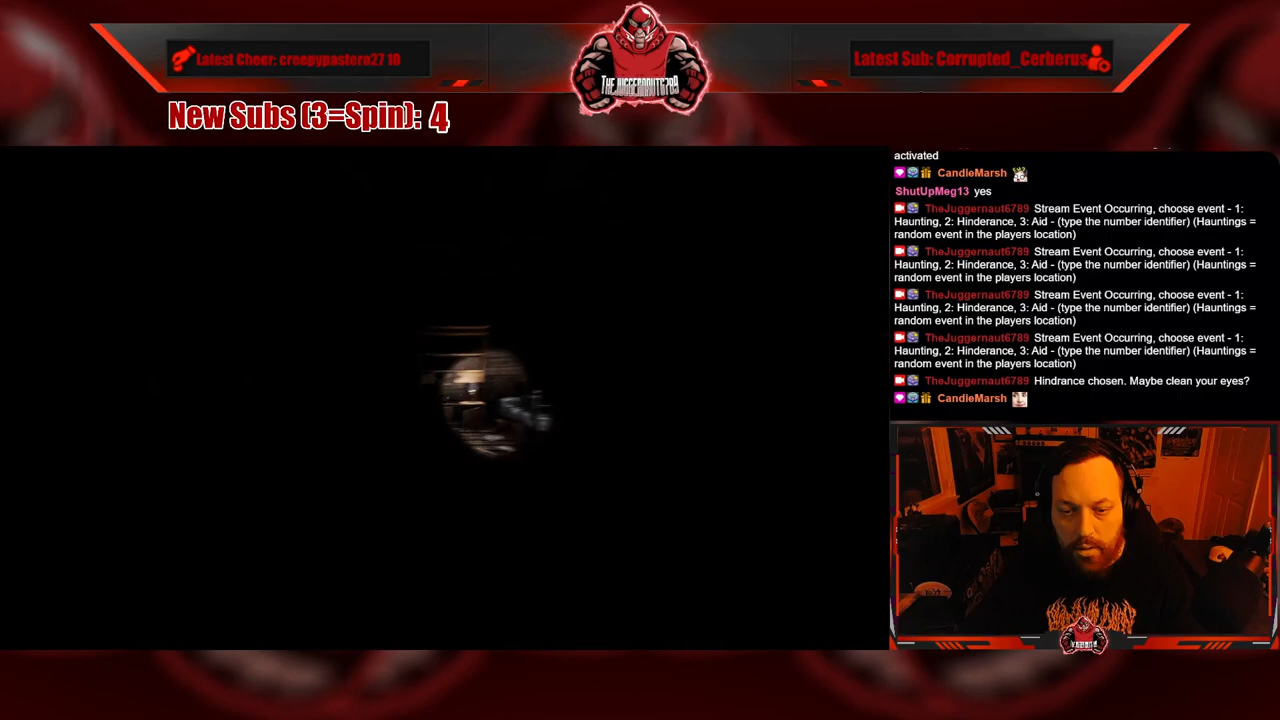 Latest Cheer: creepypastero27 10
THEJUGGERNAUT6789
Latest Sub: Corrupted_Cerberus
New Subs (3=Spin): 4
activated
CandleMarsh
ShutUpMeg13 yes
TheJuggernaut6789 Stream Event Occurring, choose event - 1:
Haunting, 2: Hinderance, 3: Aid - (type the number identifier) (Hauntings =
random event in the players location)
TheJuggernaut6789 Stream Event Occurring, choose event - 1:
Haunting, 2: Hinderance, 3: Aid - (type the number identifier) (Hauntings =
random event in the players location)
TheJuggernaut6789 Stream Event Occurring, choose event - 1:
Haunting, 2: Hinderance, 3: Aid - (type the number identifier) (Hauntings =
random event in the players location)
TheJuggernaut6789 Stream Event Occurring, choose event - 1:
Haunting, 2: Hinderance, 3: Aid - (type the number identifier) (Hauntings =
random event in the players location)
TheJuggernaut6789 Hindrance chosen. Maybe clean your eyes?
CandleMarsh